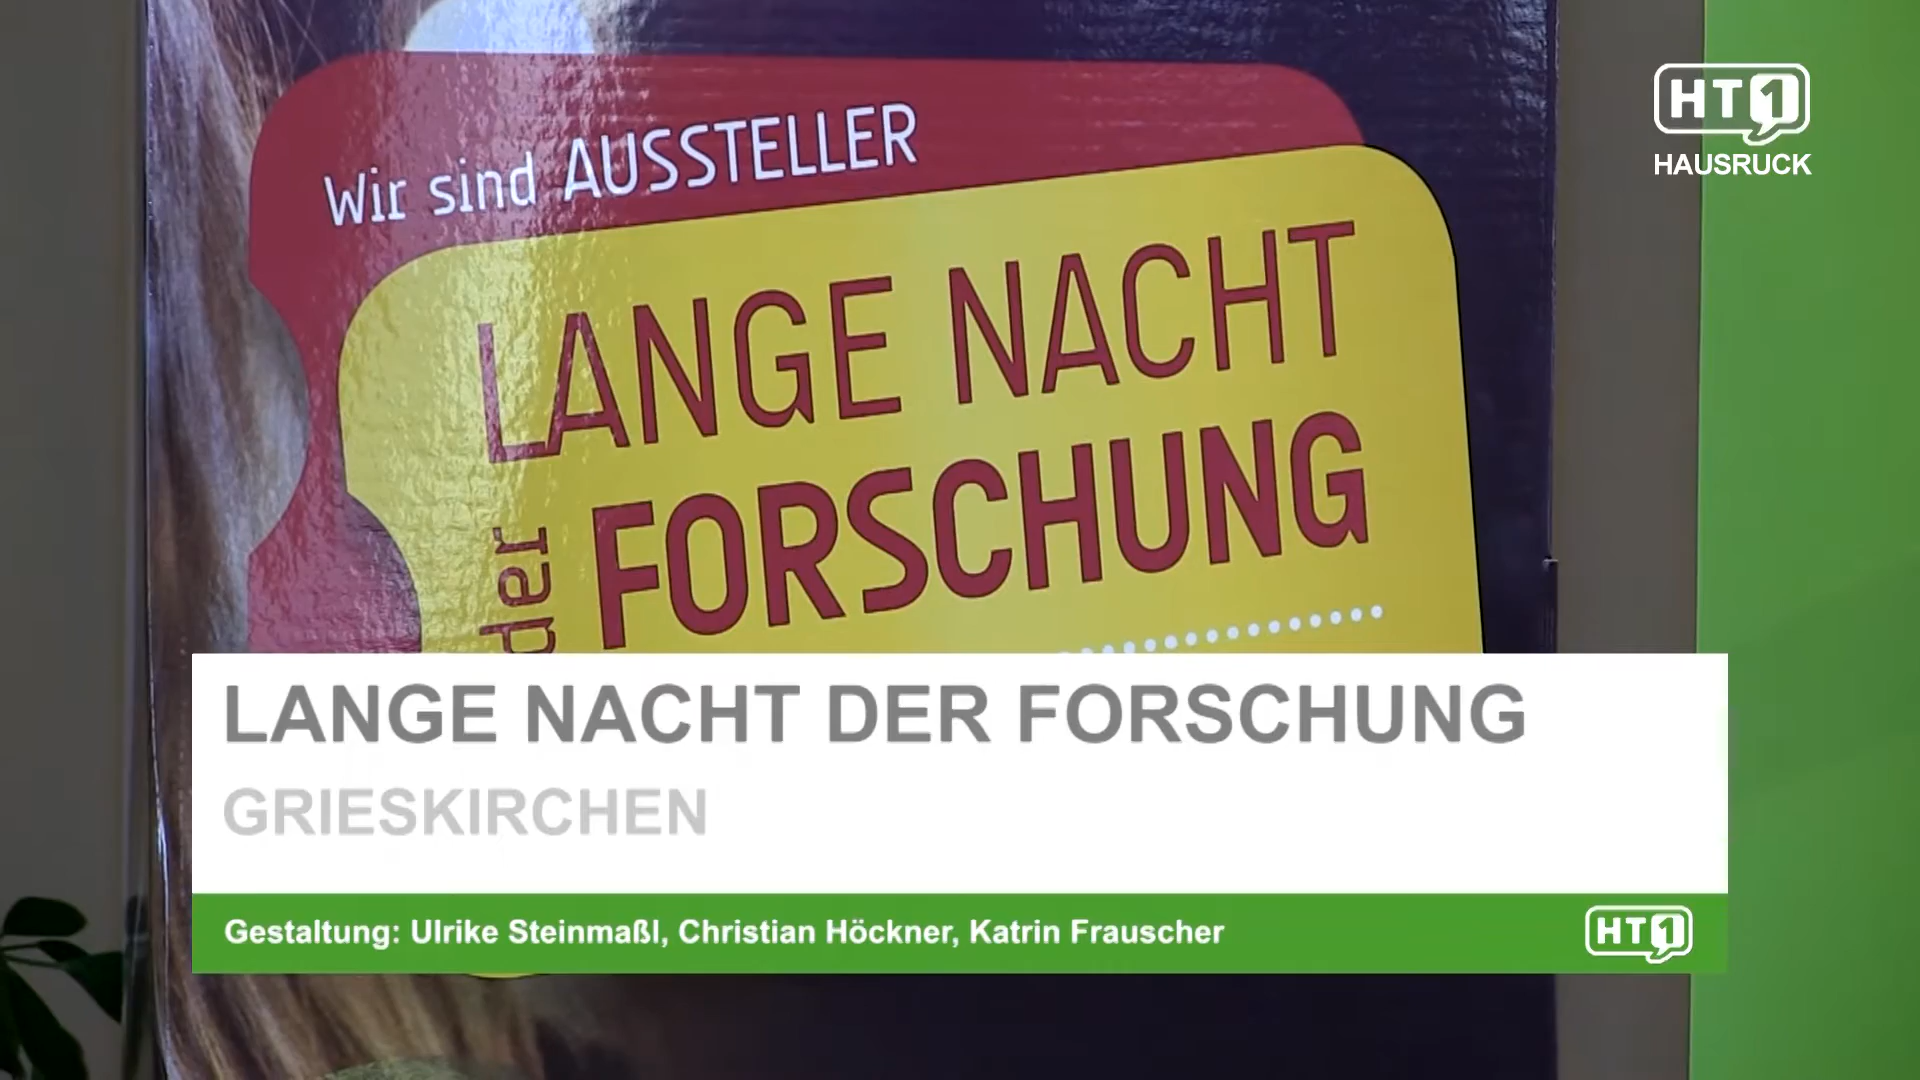 Wir sind AUSSTELLER
LANGE NACHT
der FORSCHUNG
HT1
HAUSRUCK
LANGE NACHT DER FORSCHUNG
GRIESKIRCHEN
Gestaltung: Ulrike Steinmaßl, Christian Höckner, Katrin Frauscher
HT1